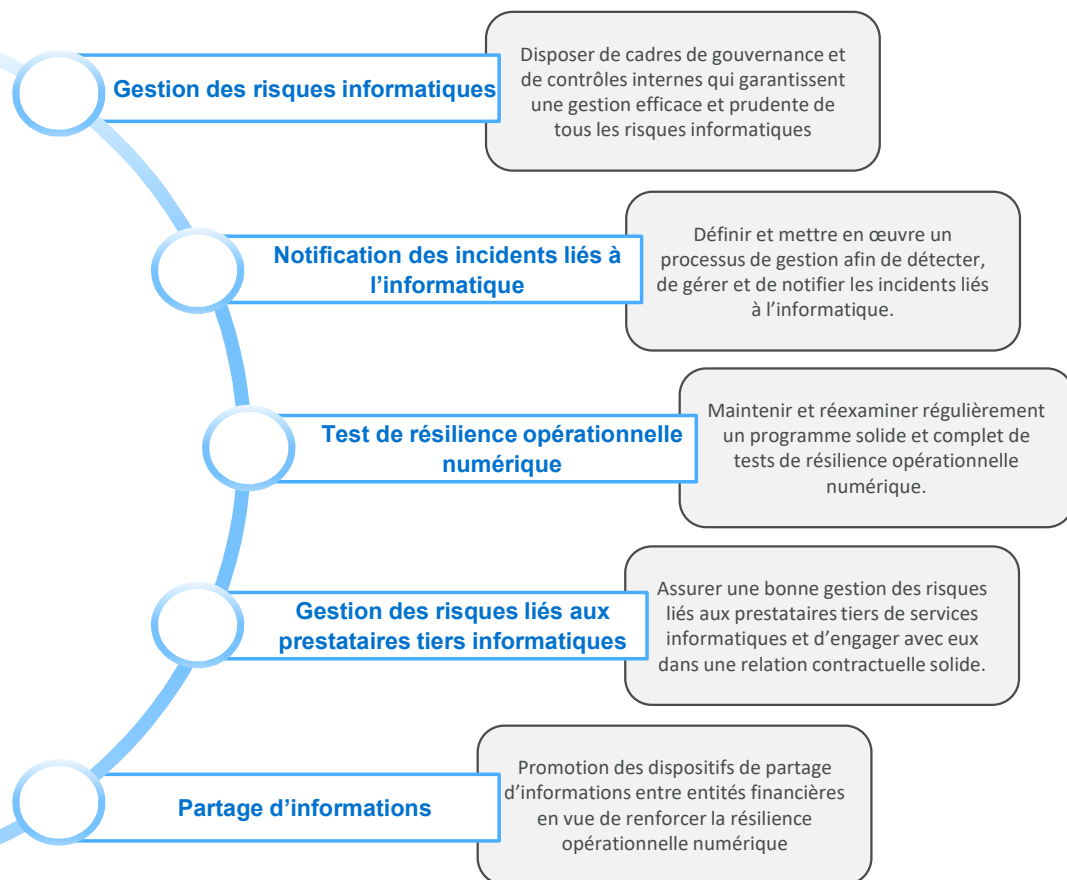 Gestion des risques informatiques
Disposer de cadres de gouvernance et
de contrôles internes qui garantissent
une gestion efficace et prudente de
tous les risques informatiques
Notification des incidents liés à
l’informatique
Définir et mettre en œuvre un
processus de gestion afin de détecter,
de gérer et de notifier les incidents liés
à l’informatique.
Test de résilience opérationnelle
numérique
Maintenir et réexaminer régulièrement
un programme solide et complet de
tests de résilience opérationnelle
numérique.
Gestion des risques liés aux
prestataires tiers informatiques
Assurer une bonne gestion des risques
liés aux prestataires tiers de services
informatiques et d’engager avec eux
dans une relation contractuelle solide.
Partage d’informations
Promotion des dispositifs de partage
d’informations entre entités financières
en vue de renforcer la résilience
opérationnelle numérique